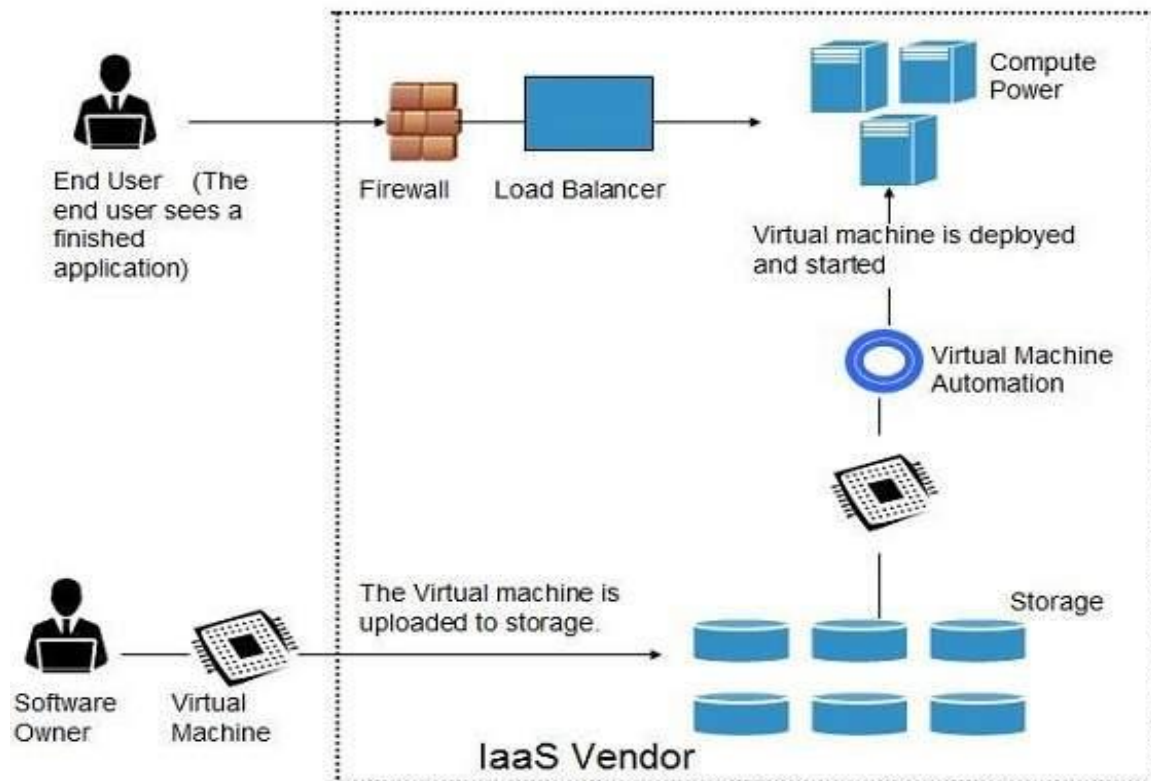 Compute
Power
End User (The
end user sees a
finished
application)
Firewall
Load Balancer
Virtual machine is deployed
and started
Virtual Machine
Automation
The Virtual machine is
uploaded to storage.
Storage
Software
Owner
Virtual
Machine
IaaS Vendor